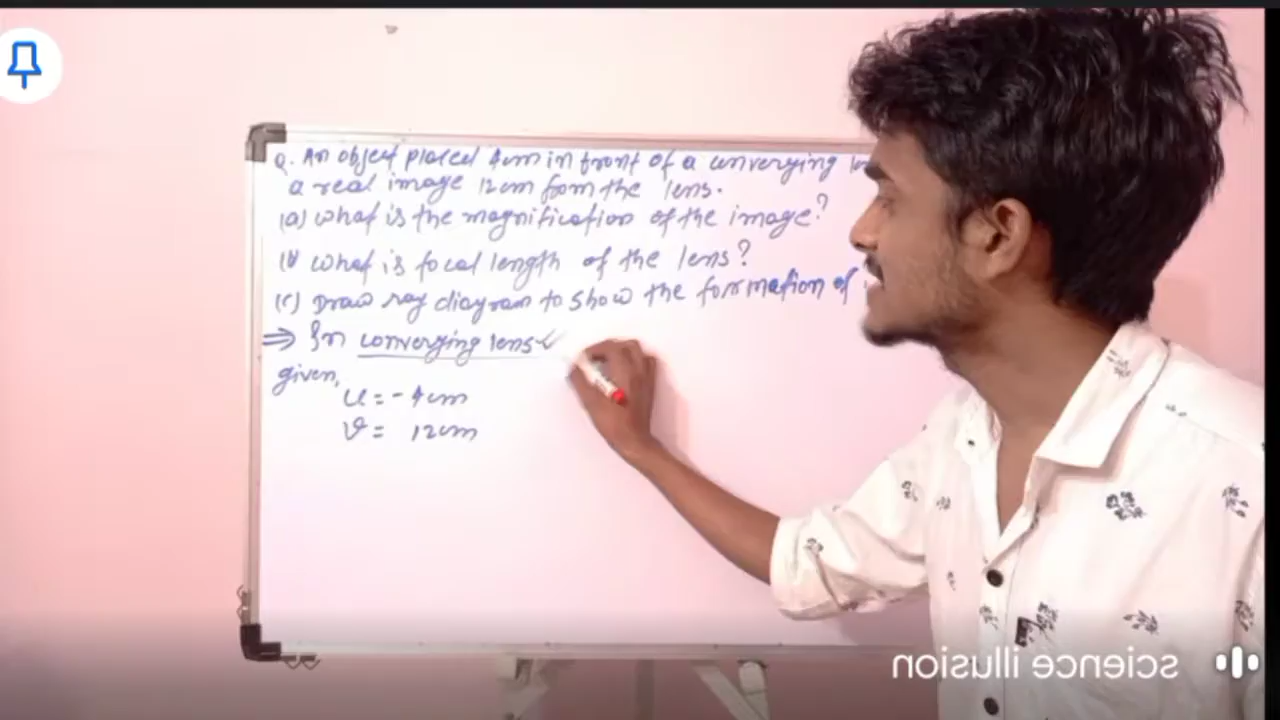 Q. An object placed 4cm in front of a converging
a real image 12cm from the lens.
(a) what is the magnification of the image?
(b) what is focal length of the lens?
(c) Draw ray diagram to show the formation of
⇒ In converging lens
given,
u = - 4cm
v = 12cm
science illusion